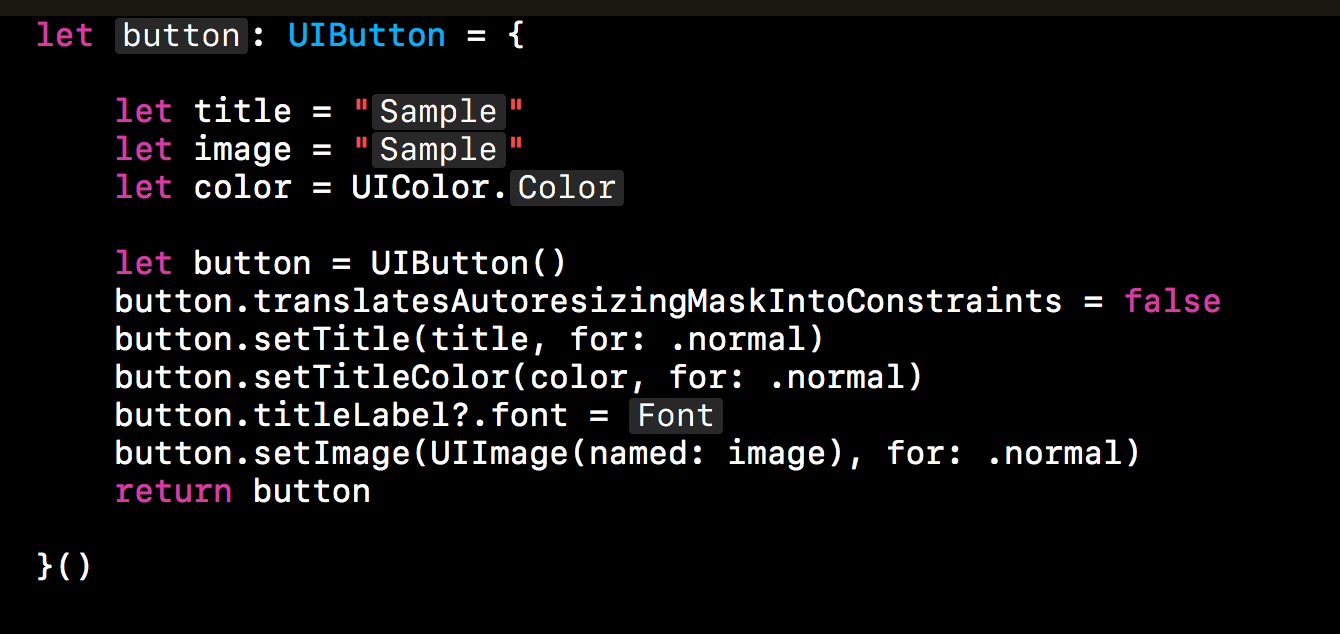 let button: UIButton = {
let title = "Sample"
let image = "Sample"
let color = UIColor.Color
let button = UIButton()
button.translatesAutoresizingMaskIntoConstraints = false
button.setTitle(title, for: .normal)
button.setTitleColor(color, for: .normal)
button.titleLabel?.font = Font
button.setImage(UIImage(named: image), for: .normal)
return button
}()